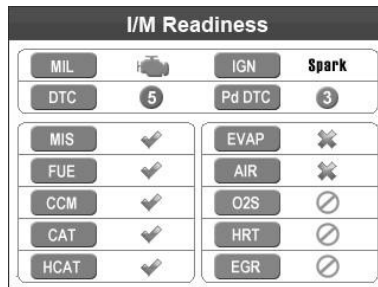 I/M Readiness
MIL IGN Spark
DTC 5 Pd DTC 3
MIS EVAP
FUE AIR
CCM O2S
CAT HRT
HCAT EGR